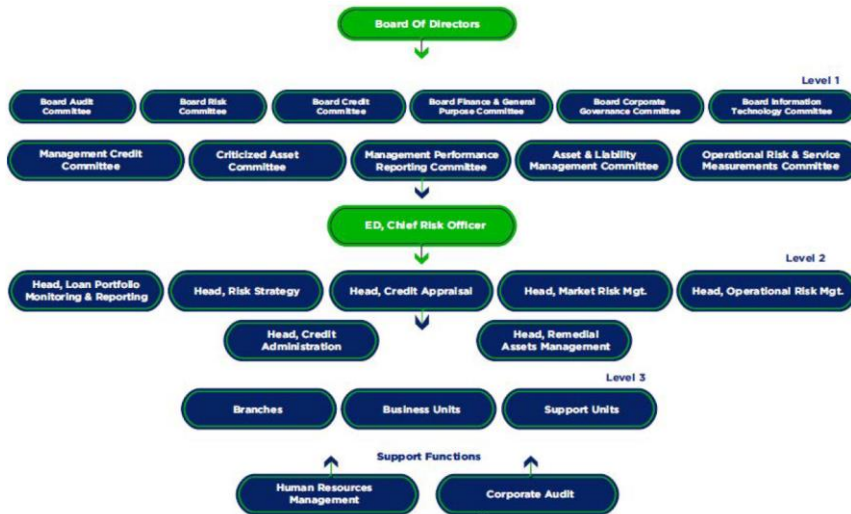 Board Of Directors
Level 1
Board Audit
Committee
Board Risk
Committee
Board Credit
Committee
Board Finance & General
Purpose Committee
Board Corporate
Governance Committee
Board Information
Technology Committee
Management Credit
Committee
Criticized Asset
Committee
Management Performance
Reporting Committee
Asset & Liability
Management Committee
Operational Risk & Service
Measurements Committee
ED, Chief Risk Officer
Level 2
Head, Loan Portfolio
Monitoring & Reporting
Head, Risk Strategy
Head, Credit Appraisal
Head, Market Risk Mgt.
Head, Operational Risk Mgt.
Head, Credit
Administration
Head, Remedial
Assets Management
Level 3
Branches
Business Units
Support Units
Support Functions
Human Resources
Management
Corporate Audit